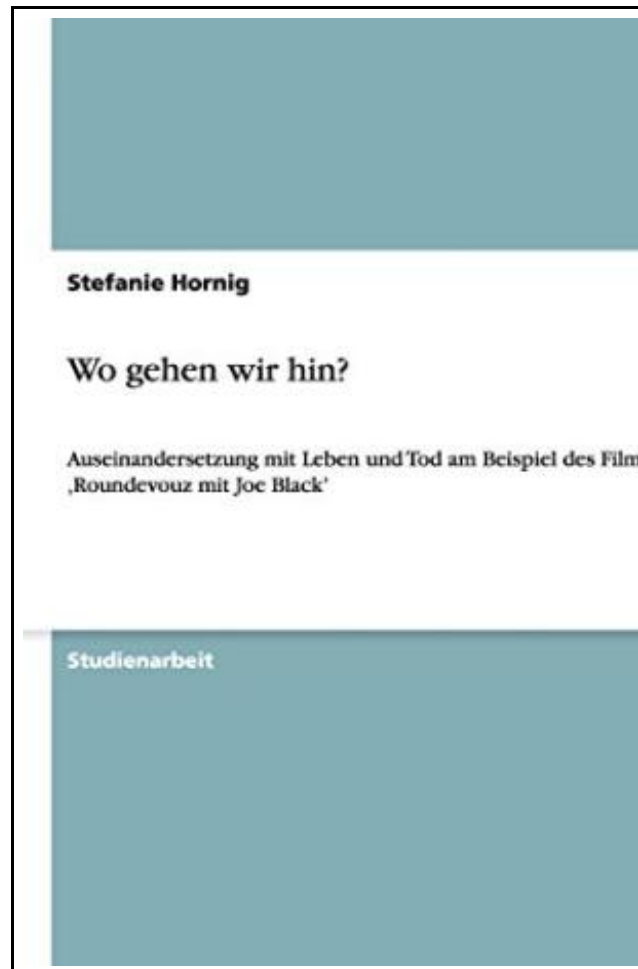 Stefanie Hornig
Wo gehen wir hin?
Auseinandersetzung mit Leben und Tod am Beispiel des Film
‚Roundevouz mit Joe Black‘
Studienarbeit